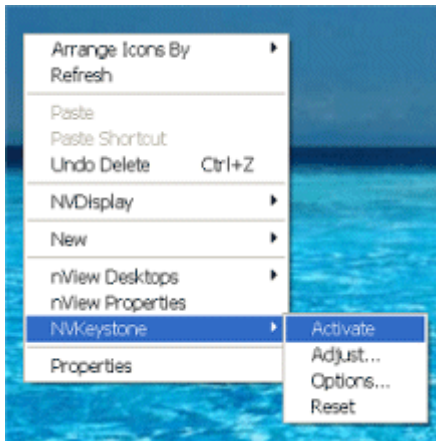 Arrange Icons By
Refresh
Paste
Paste Shortcut
Undo Delete Ctrl+Z
NVDisplay
New
nView Desktops
nView Properties
NVKeystone
Properties
Activate
Adjust...
Options...
Reset